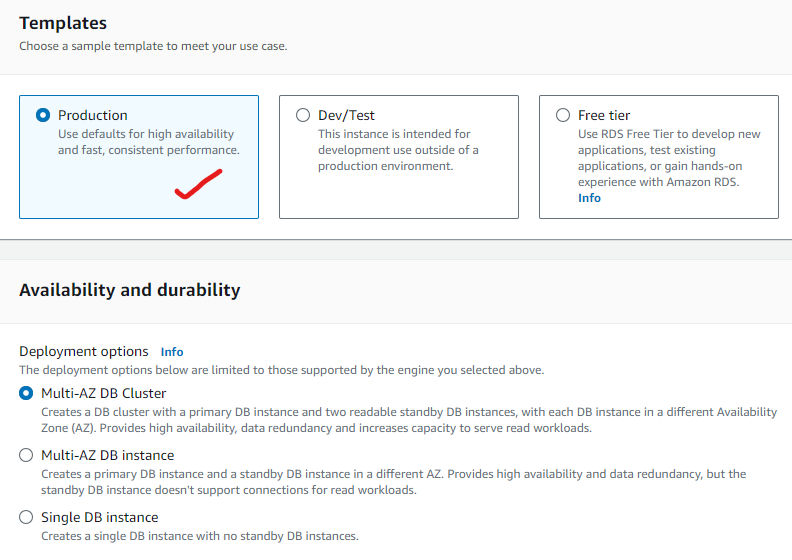 Templates
Choose a sample template to meet your use case.
Production
Use defaults for high availability
and fast, consistent performance.
Dev/Test
This instance is intended for
development use outside of a
production environment.
Free tier
Use RDS Free Tier to develop new
applications, test existing
applications, or gain hands-on
experience with Amazon RDS.
Info
Availability and durability
Deployment options Info
The deployment options below are limited to those supported by the engine you selected above.
Multi-AZ DB Cluster
Creates a DB cluster with a primary DB instance and two readable standby DB instances, with each DB instance in a different Availability
Zone (AZ). Provides high availability, data redundancy and increases capacity to serve read workloads.
Multi-AZ DB instance
Creates a primary DB instance and a standby DB instance in a different AZ. Provides high availability and data redundancy, but the
standby DB instance doesn't support connections for read workloads.
Single DB instance
Creates a single DB instance with no standby DB instances.